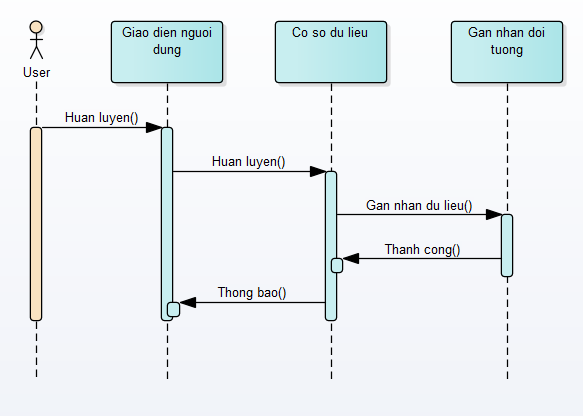 Giao dien nguoi
dung
Co so du lieu
Gan nhan doi
tuong
User
Huan luyen()
Huan luyen()
Gan nhan du lieu()
Thanh cong()
Thong bao()